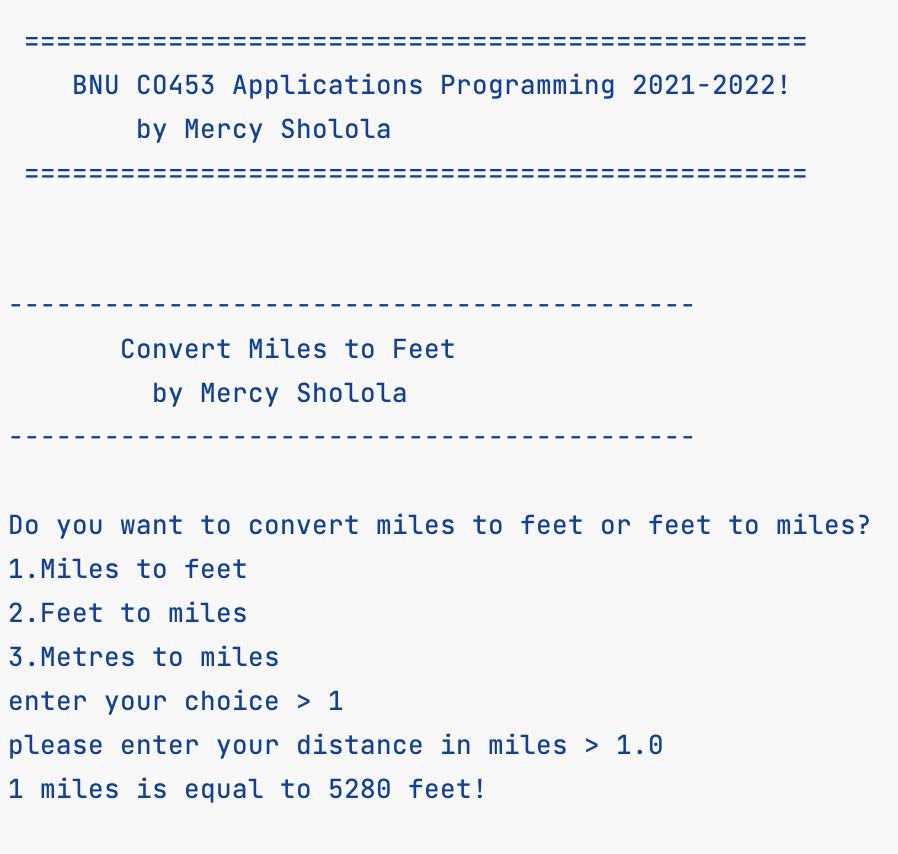 =================================================
BNU CO453 Applications Programming 2021-2022!
by Mercy Sholola
=================================================
-------------------------------------------
Convert Miles to Feet
by Mercy Sholola
-------------------------------------------
Do you want to convert miles to feet or feet to miles?
1.Miles to feet
2.Feet to miles
3.Metres to miles
enter your choice > 1
please enter your distance in miles > 1.0
1 miles is equal to 5280 feet!